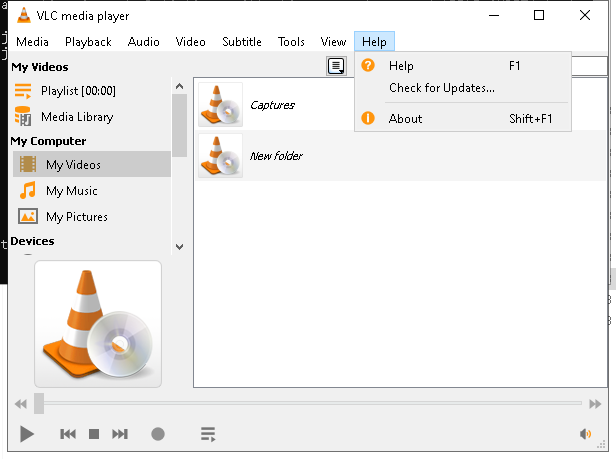 VLC media player
Media Playback Audio Video Subtitle Tools View Help
My Videos
Playlist [00:00]
Media Library
My Computer
My Videos
My Music
My Pictures
Devices
Captures
New folder
Help F1
Check for Updates...
About Shift+F1